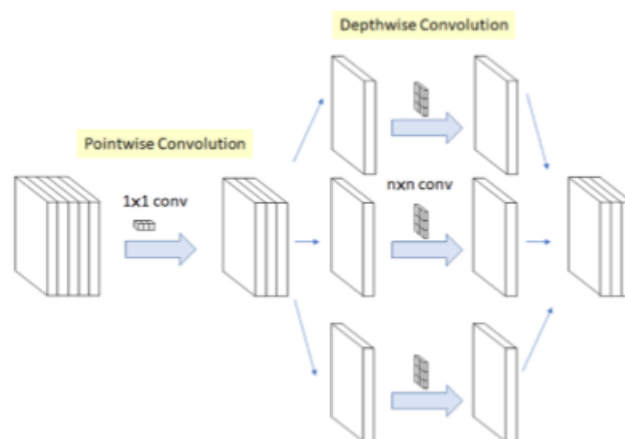 Depthwise Convolution
Pointwise Convolution
1x1 conv
nxn conv